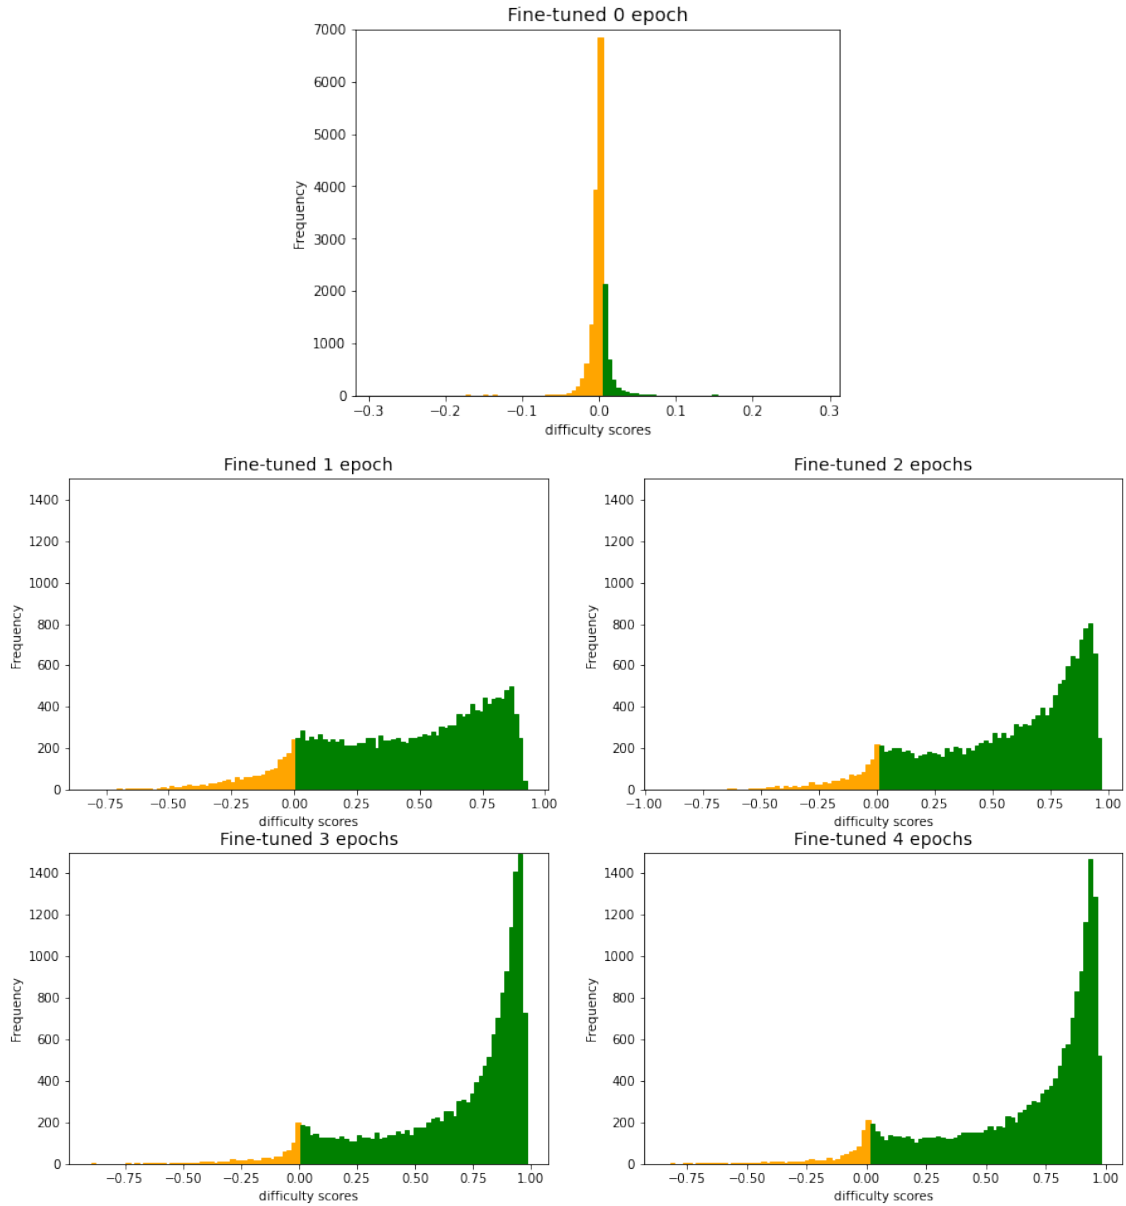 Fine-tuned 0 epoch
7000
6000
5000
4000
3000
2000
1000
0
Frequency
−0.3 −0.2 −0.1 0.0 0.1 0.2 0.3
difficulty scores
Fine-tuned 1 epoch
1400
1200
1000
800
600
400
200
0
Frequency
−0.75 −0.50 −0.25 0.00 0.25 0.50 0.75 1.00
difficulty scores
Fine-tuned 2 epochs
1400
1200
1000
800
600
400
200
0
Frequency
−1.00 −0.75 −0.50 −0.25 0.00 0.25 0.50 0.75 1.00
difficulty scores
Fine-tuned 3 epochs
1400
1200
1000
800
600
400
200
0
Frequency
−0.75 −0.50 −0.25 0.00 0.25 0.50 0.75 1.00
difficulty scores
Fine-tuned 4 epochs
1400
1200
1000
800
600
400
200
0
Frequency
−0.75 −0.50 −0.25 0.00 0.25 0.50 0.75 1.00
difficulty scores